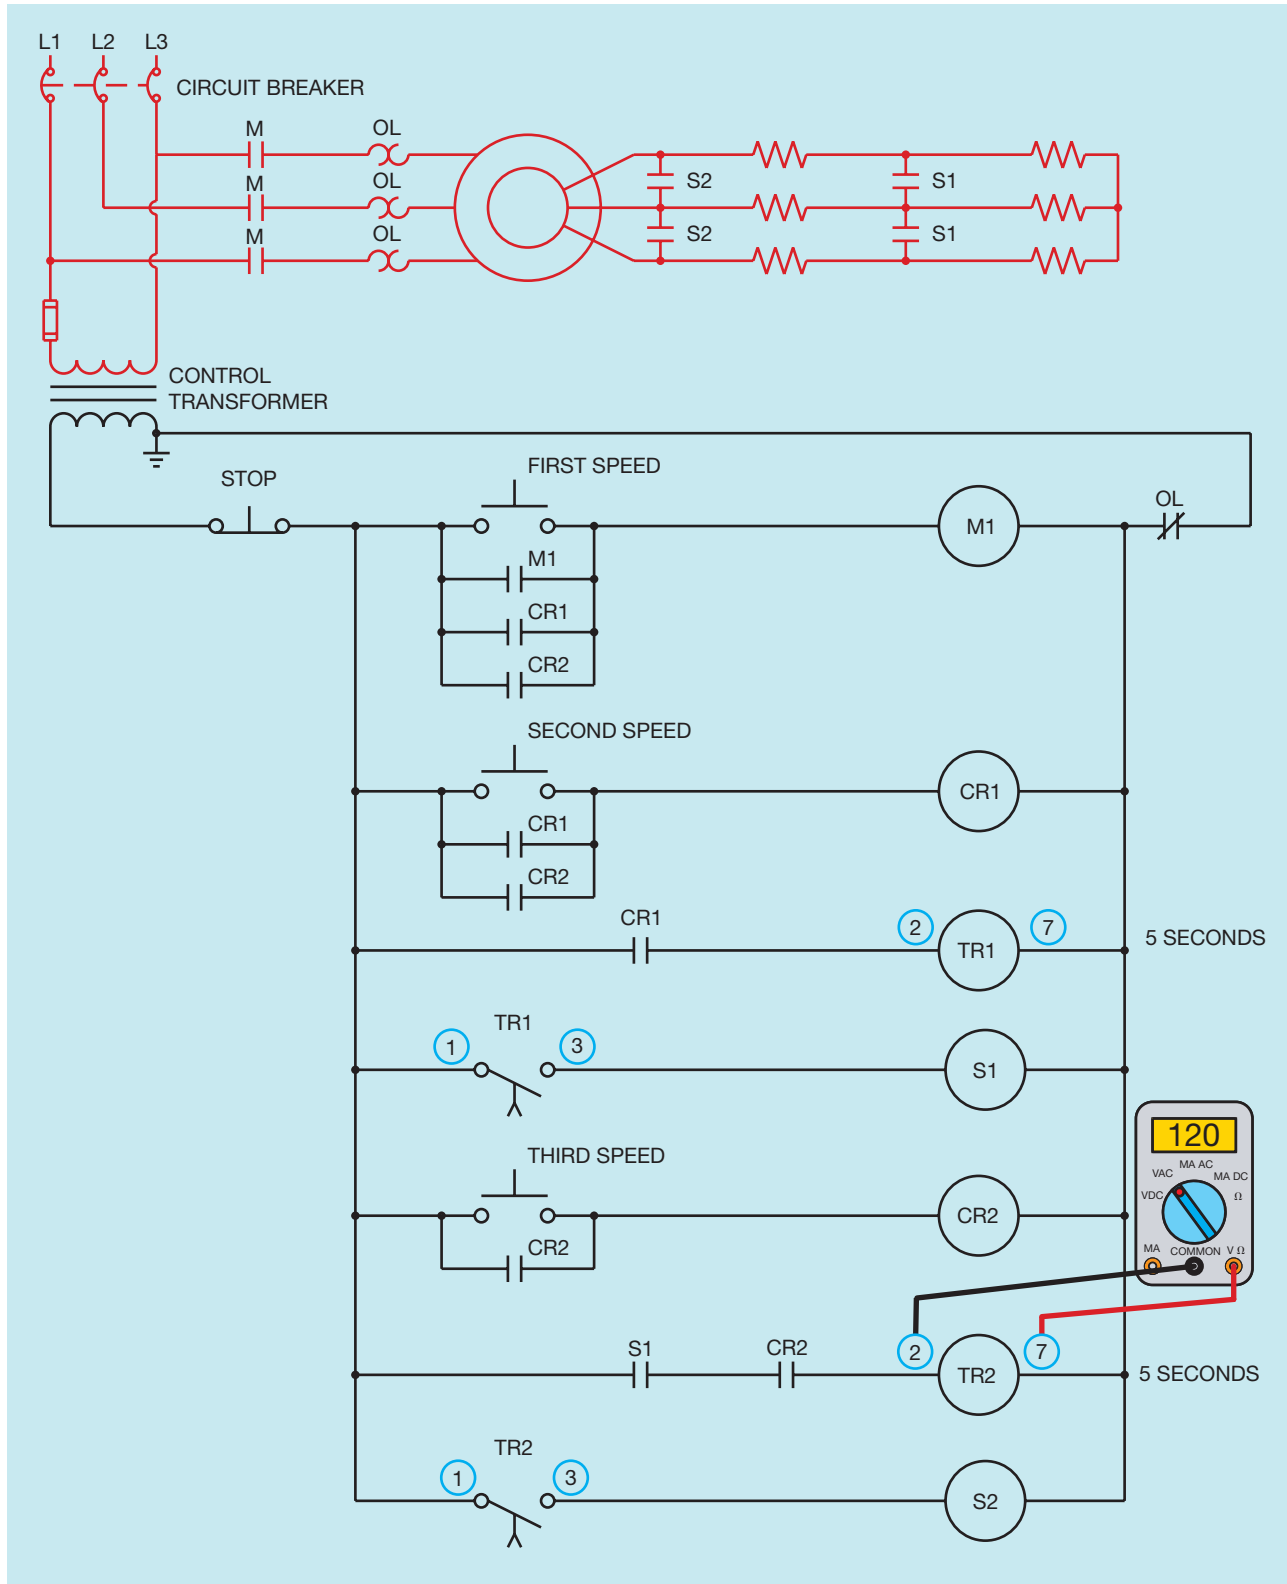 L1 L2 L3
CIRCUIT BREAKER
M OL
M OL S2 S1
M OL S2 S1
CONTROL
TRANSFORMER
STOP
FIRST SPEED
M1
OL
M1
CR1
CR2
SECOND SPEED
CR1
CR1
CR2
CR1
2
TR1
7
5 SECONDS
TR1
1
3
S1
120
MA AC
VAC MA DC
VDC Ω
MA COMMON V Ω
THIRD SPEED
CR2
CR2
S1 CR2
2
TR2
7
5 SECONDS
TR2
1
3
S2